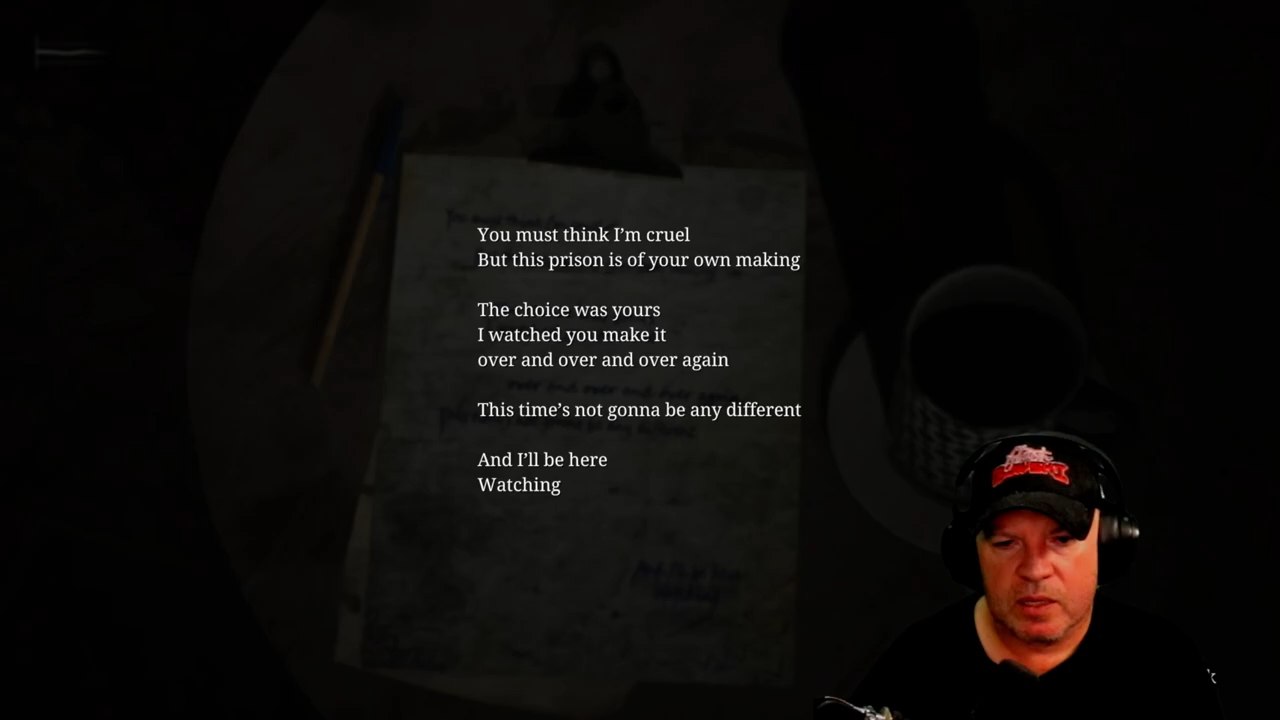 You must think I’m cruel
But this prison is of your own making
The choice was yours
I watched you make it
over and over and over again
This time’s not gonna be any different
And I’ll be here
Watching